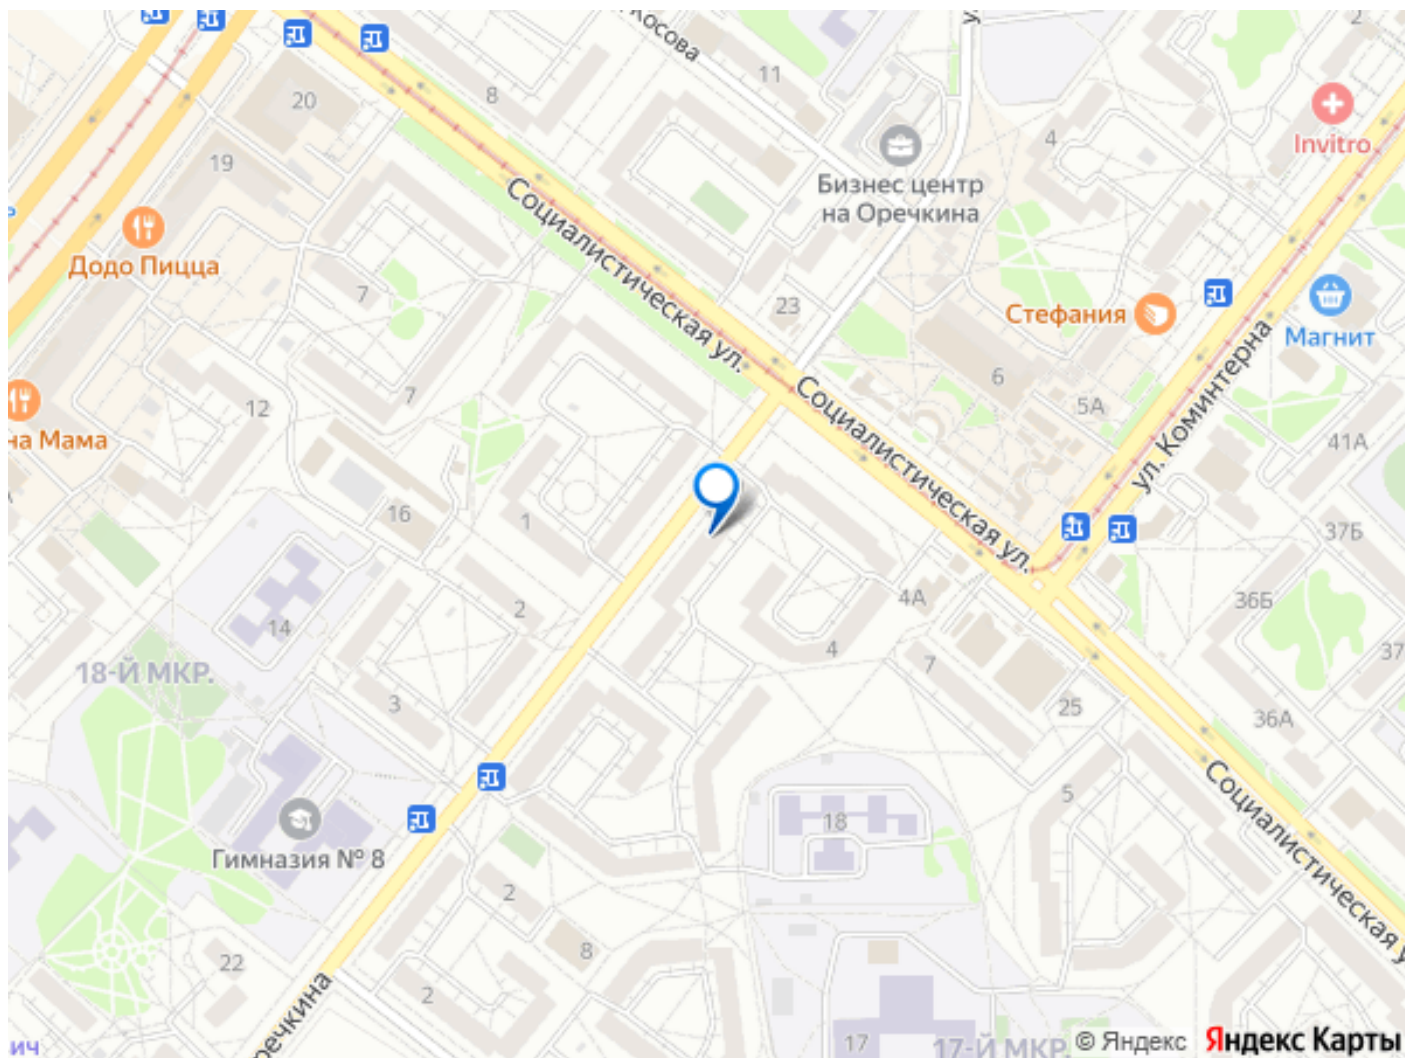 Косова
2
11
8
20
4
Invitro
Бизнес центр
на Оречкина
19
Социалистическая ул.
Додо Пицца
7
23
Стефания
Магнит
6
ул. Коминтерна
Социалистическая ул.
7
12
5А
на Мама
41А
16
1
37Б
2
4А
36Б
14
4
7
37
18-Й МКР.
3
25
36А
5
Социалистическая у
18
Гимназия № 8
2
8
22
2
речкина
ич
17
17-Й МКР.
© Яндекс
Яндекс Карты